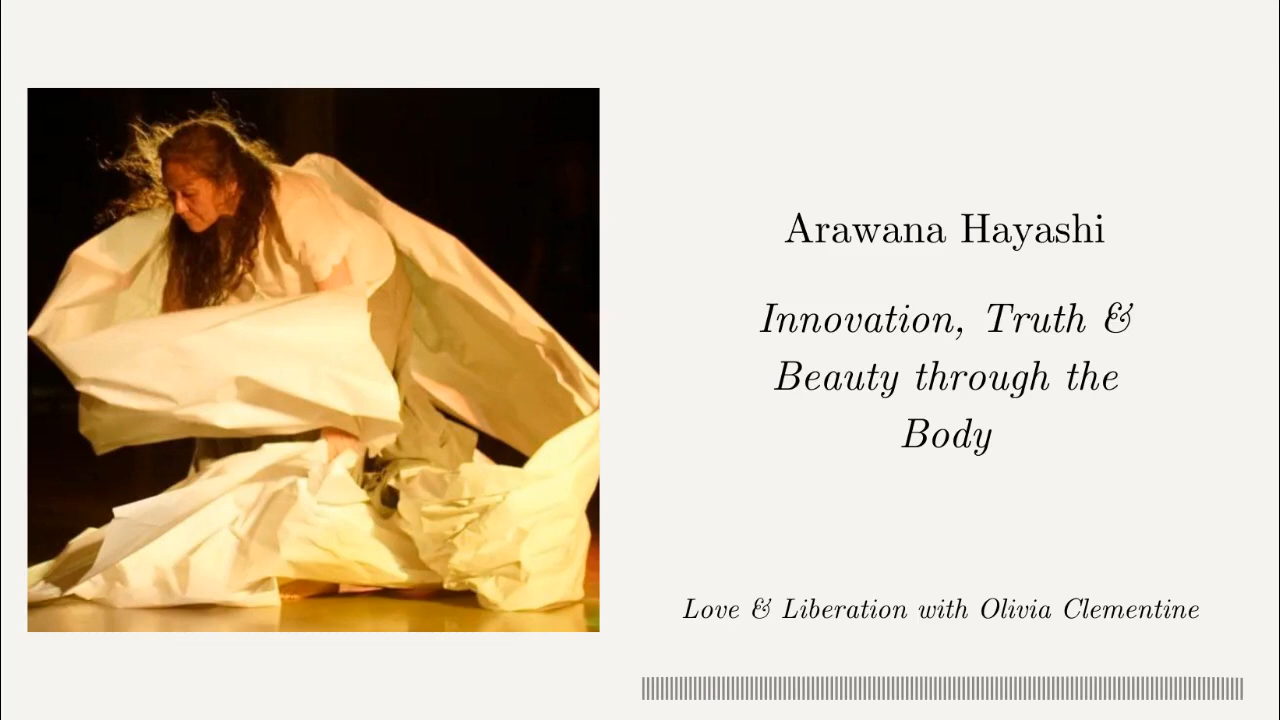 Arawana Hayashi
Innovation, Truth &
Beauty through the
Body
Love & Liberation with Olivia Clementine